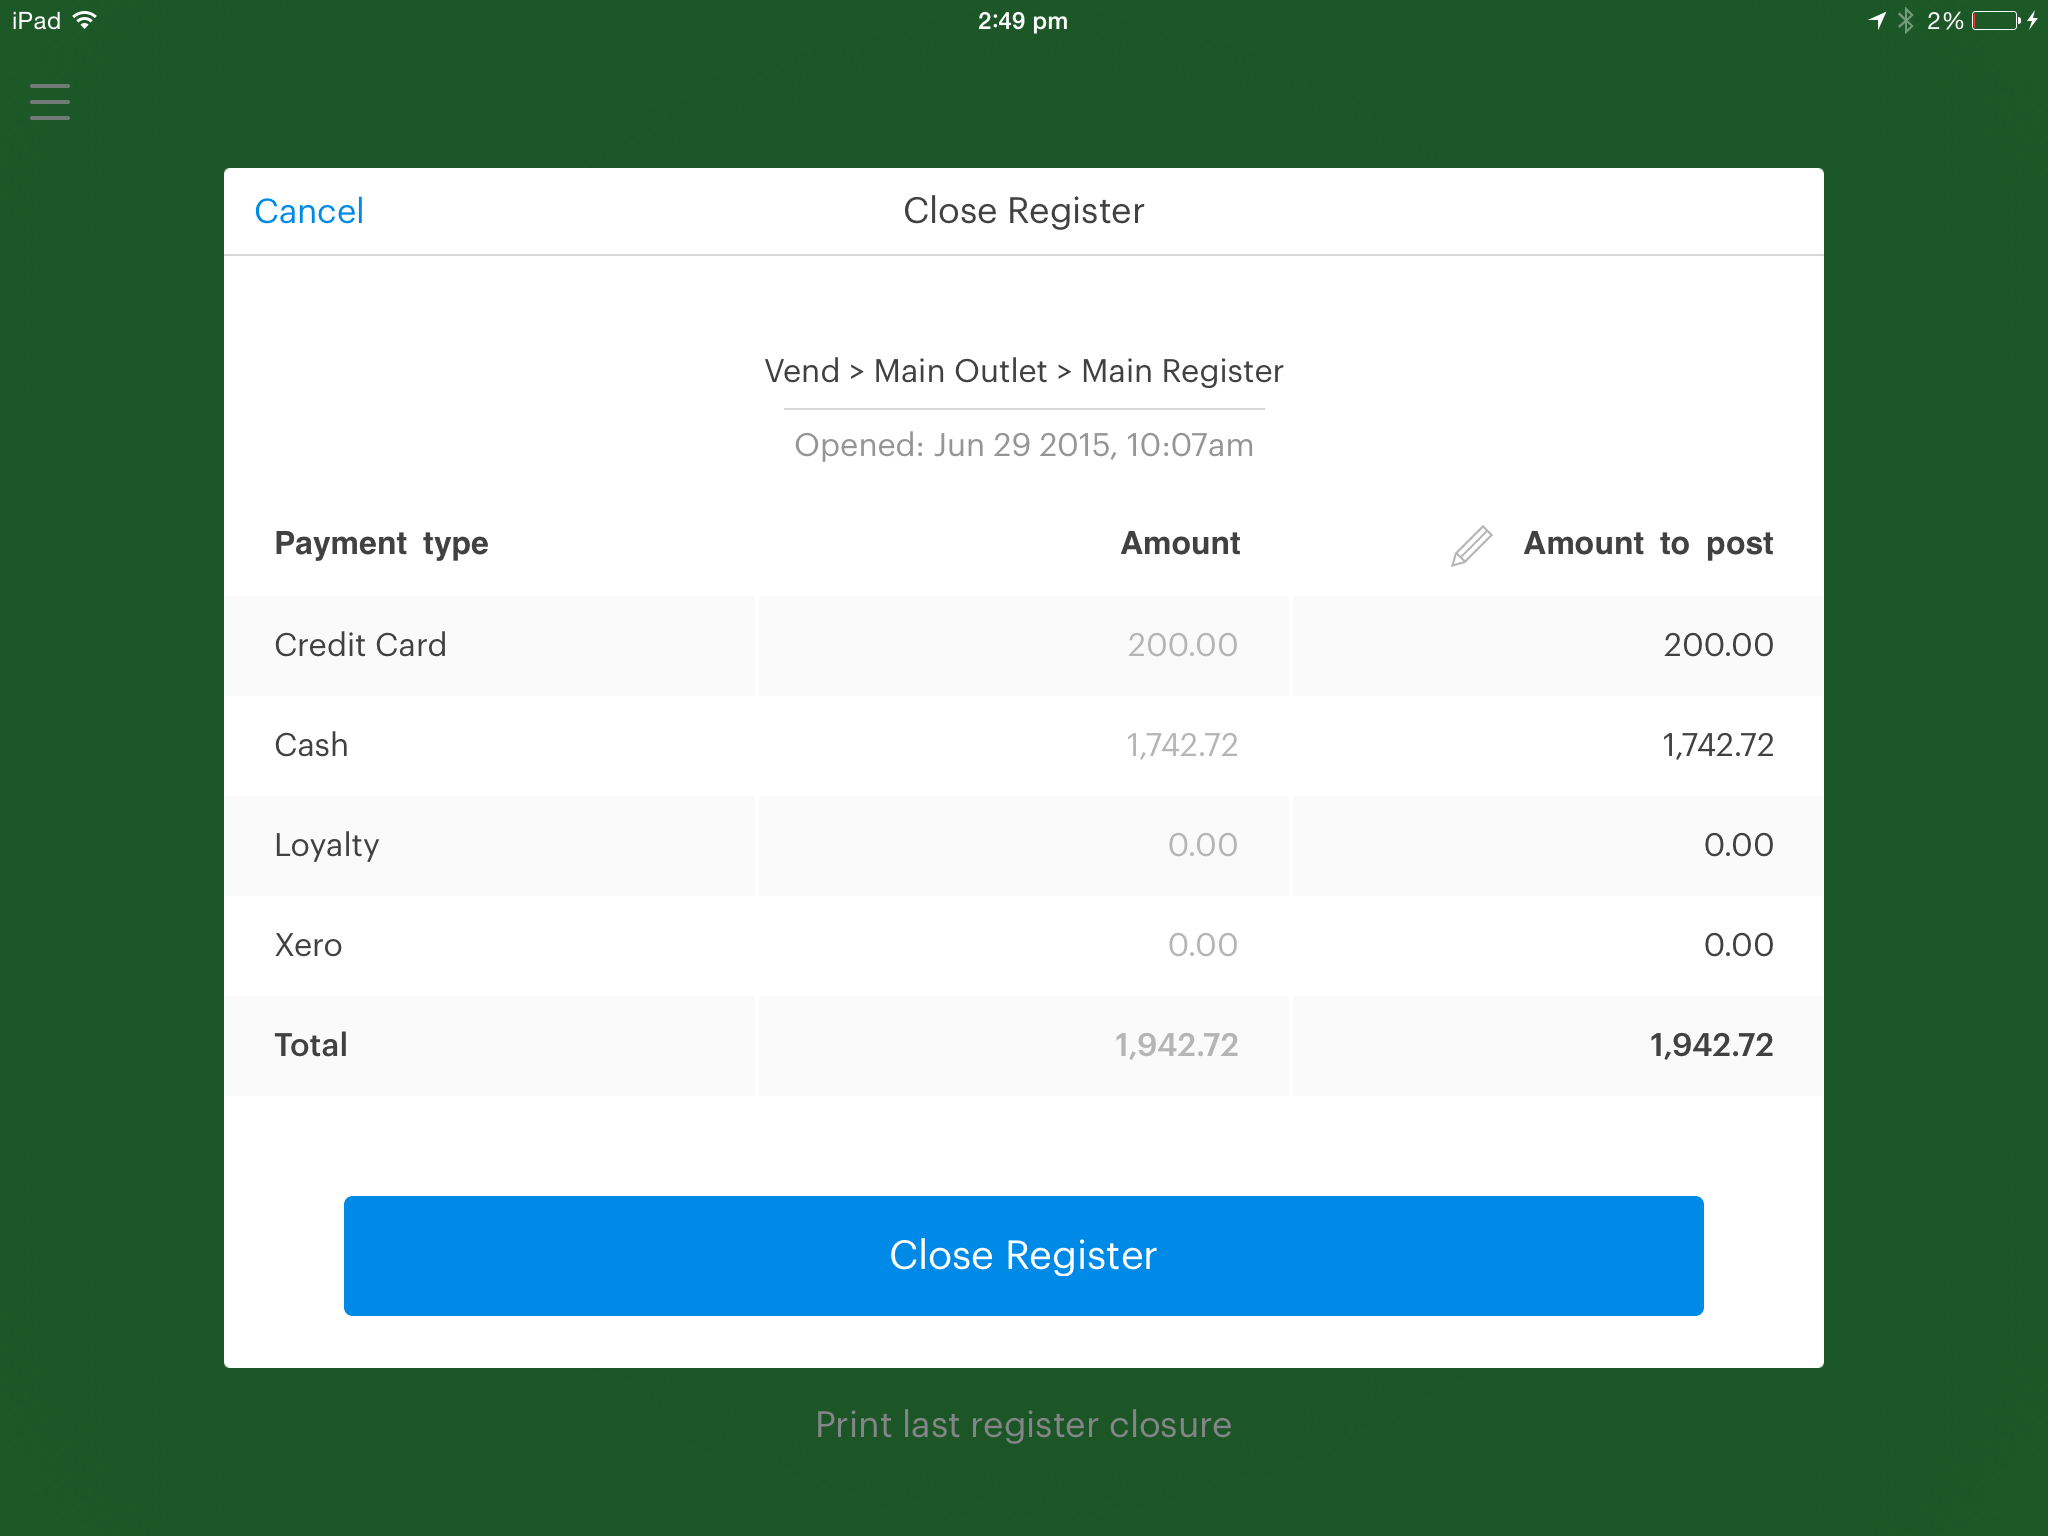 iPad 2:49 pm 2%
Cancel Close Register
Vend > Main Outlet > Main Register
Opened: Jun 29 2015, 10:07am
Payment type Amount Amount to post
Credit Card 200.00 200.00
Cash 1,742.72 1,742.72
Loyalty 0.00 0.00
Xero 0.00 0.00
Total 1,942.72 1,942.72
Close Register
Print last register closure